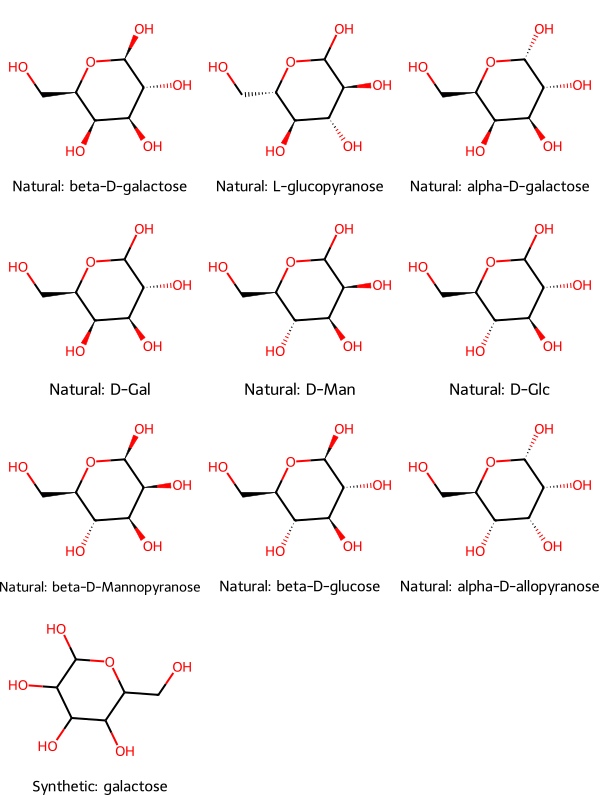 OH
HO
O
OH
HO
OH
Natural: beta-D-galactose
OH
HO
O
OH
HO
OH
Natural: L-glucopyranose
OH
HO
O
OH
HO
OH
Natural: alpha-D-galactose
OH
HO
O
OH
HO
OH
Natural: D-Gal
OH
HO
O
OH
HO
OH
Natural: D-Man
OH
HO
O
OH
HO
OH
Natural: D-Glc
OH
HO
O
OH
HO
OH
Natural: beta-D-Mannopyranose
OH
HO
O
OH
HO
OH
Natural: beta-D-glucose
OH
HO
O
OH
HO
OH
Natural: alpha-D-allopyranose
HO
O
OH
HO
HO
OH
Synthetic: galactose